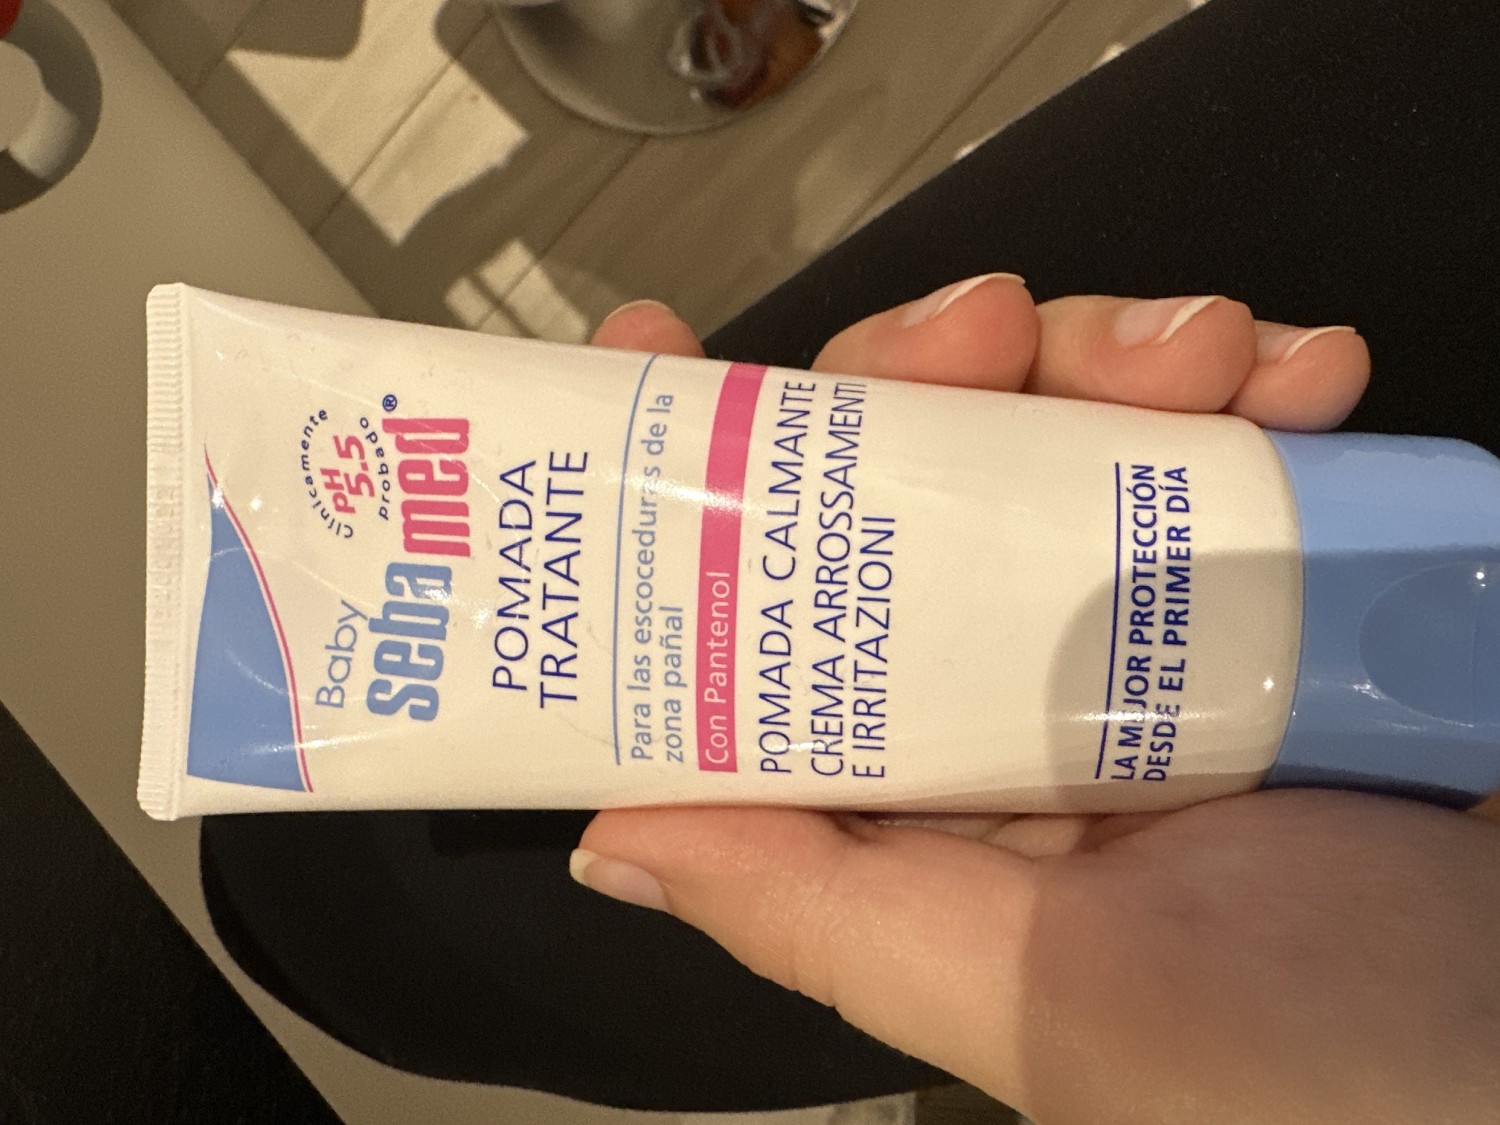 Baby
sebamed®
clínicamente
pH
5.5
probado
POMADA
TRATANTE
Para las escoceduras de la
zona pañal
Con Pantenol
POMADA CALMANTE
CREMA ARROSSAMENTI
E IRRITAZIONI
LA MEJOR PROTECCIÓN
DESDE EL PRIMER DÍA